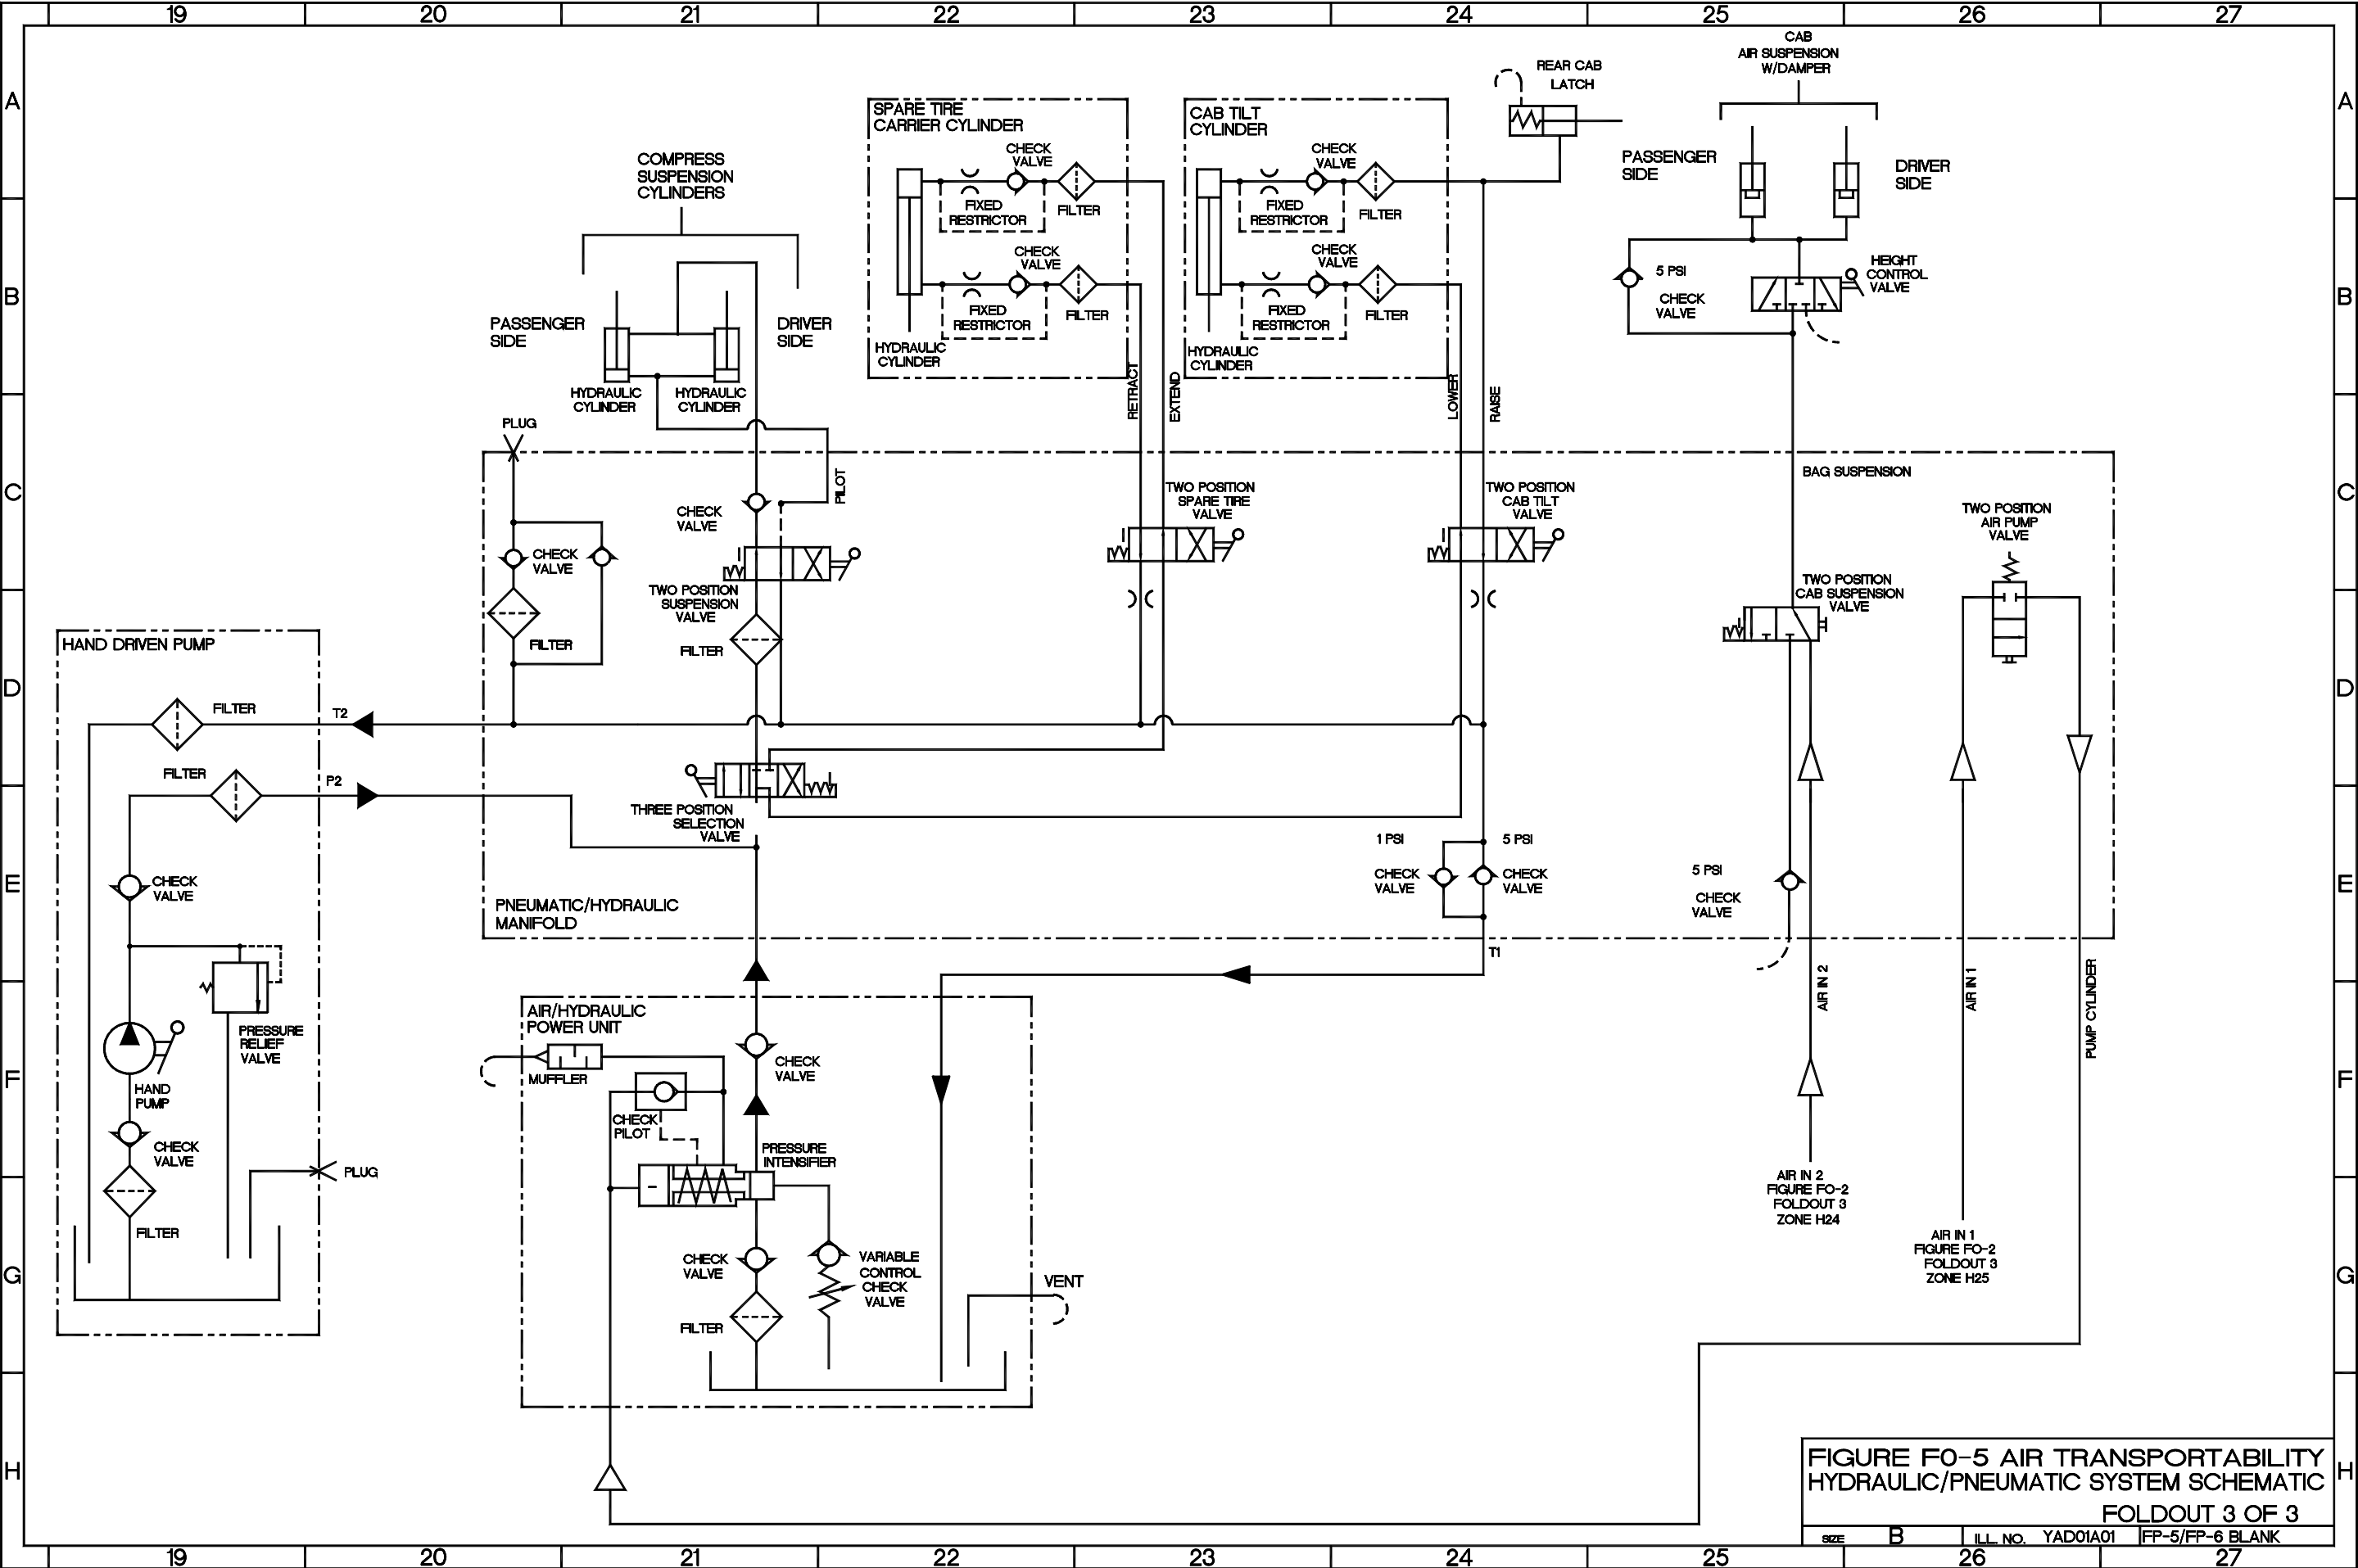 19 20 21 22 23 24 25 26 27
A
B
C
D
E
F
G
H
COMPRESS
SUSPENSION
CYLINDERS
PASSENGER
SIDE
DRIVER
SIDE
HYDRAULIC
CYLINDER
HYDRAULIC
CYLINDER
SPARE TIRE
CARRIER CYLINDER
CHECK
VALVE
FIXED
RESTRICTOR
FILTER
CHECK
VALVE
FIXED
RESTRICTOR
FILTER
HYDRAULIC
CYLINDER
RETRACT
EXTEND
CAB TILT
CYLINDER
CHECK
VALVE
FIXED
RESTRICTOR
FILTER
CHECK
VALVE
FIXED
RESTRICTOR
FILTER
HYDRAULIC
CYLINDER
LOWER
RAISE
REAR CAB
LATCH
CAB
AIR SUSPENSION
W/DAMPER
PASSENGER
SIDE
DRIVER
SIDE
5 PSI
CHECK
VALVE
HEIGHT
CONTROL
VALVE
PLUG
CHECK
VALVE
FILTER
CHECK
VALVE
PILOT
TWO POSITION
SUSPENSION
VALVE
FILTER
TWO POSITION
SPARE TIRE
VALVE
TWO POSITION
CAB TILT
VALVE
BAG SUSPENSION
TWO POSITION
AIR PUMP
VALVE
TWO POSITION
CAB SUSPENSION
VALVE
HAND DRIVEN PUMP
FILTER
T2
FILTER
P2
CHECK
VALVE
PRESSURE
RELIEF
VALVE
HAND
PUMP
CHECK
VALVE
PLUG
FILTER
THREE POSITION
SELECTION
VALVE
PNEUMATIC/HYDRAULIC
MANIFOLD
1 PSI
5 PSI
CHECK
VALVE
CHECK
VALVE
T1
5 PSI
CHECK
VALVE
AIR IN 2
AIR IN 1
PUMP CYLINDER
AIR/HYDRAULIC
POWER UNIT
MUFFLER
CHECK
PILOT
CHECK
VALVE
PRESSURE
INTENSIFIER
CHECK
VALVE
FILTER
VARIABLE
CONTROL
CHECK
VALVE
VENT
AIR IN 2
FIGURE FO-2
FOLDOUT 3
ZONE H24
AIR IN 1
FIGURE FO-2
FOLDOUT 3
ZONE H25
FIGURE FO-5 AIR TRANSPORTABILITY
HYDRAULIC/PNEUMATIC SYSTEM SCHEMATIC
FOLDOUT 3 OF 3
SIZE B ILL. NO. YAD01A01 FP-5/FP-6 BLANK
A
B
C
D
E
F
G
H
19 20 21 22 23 24 25 26 27